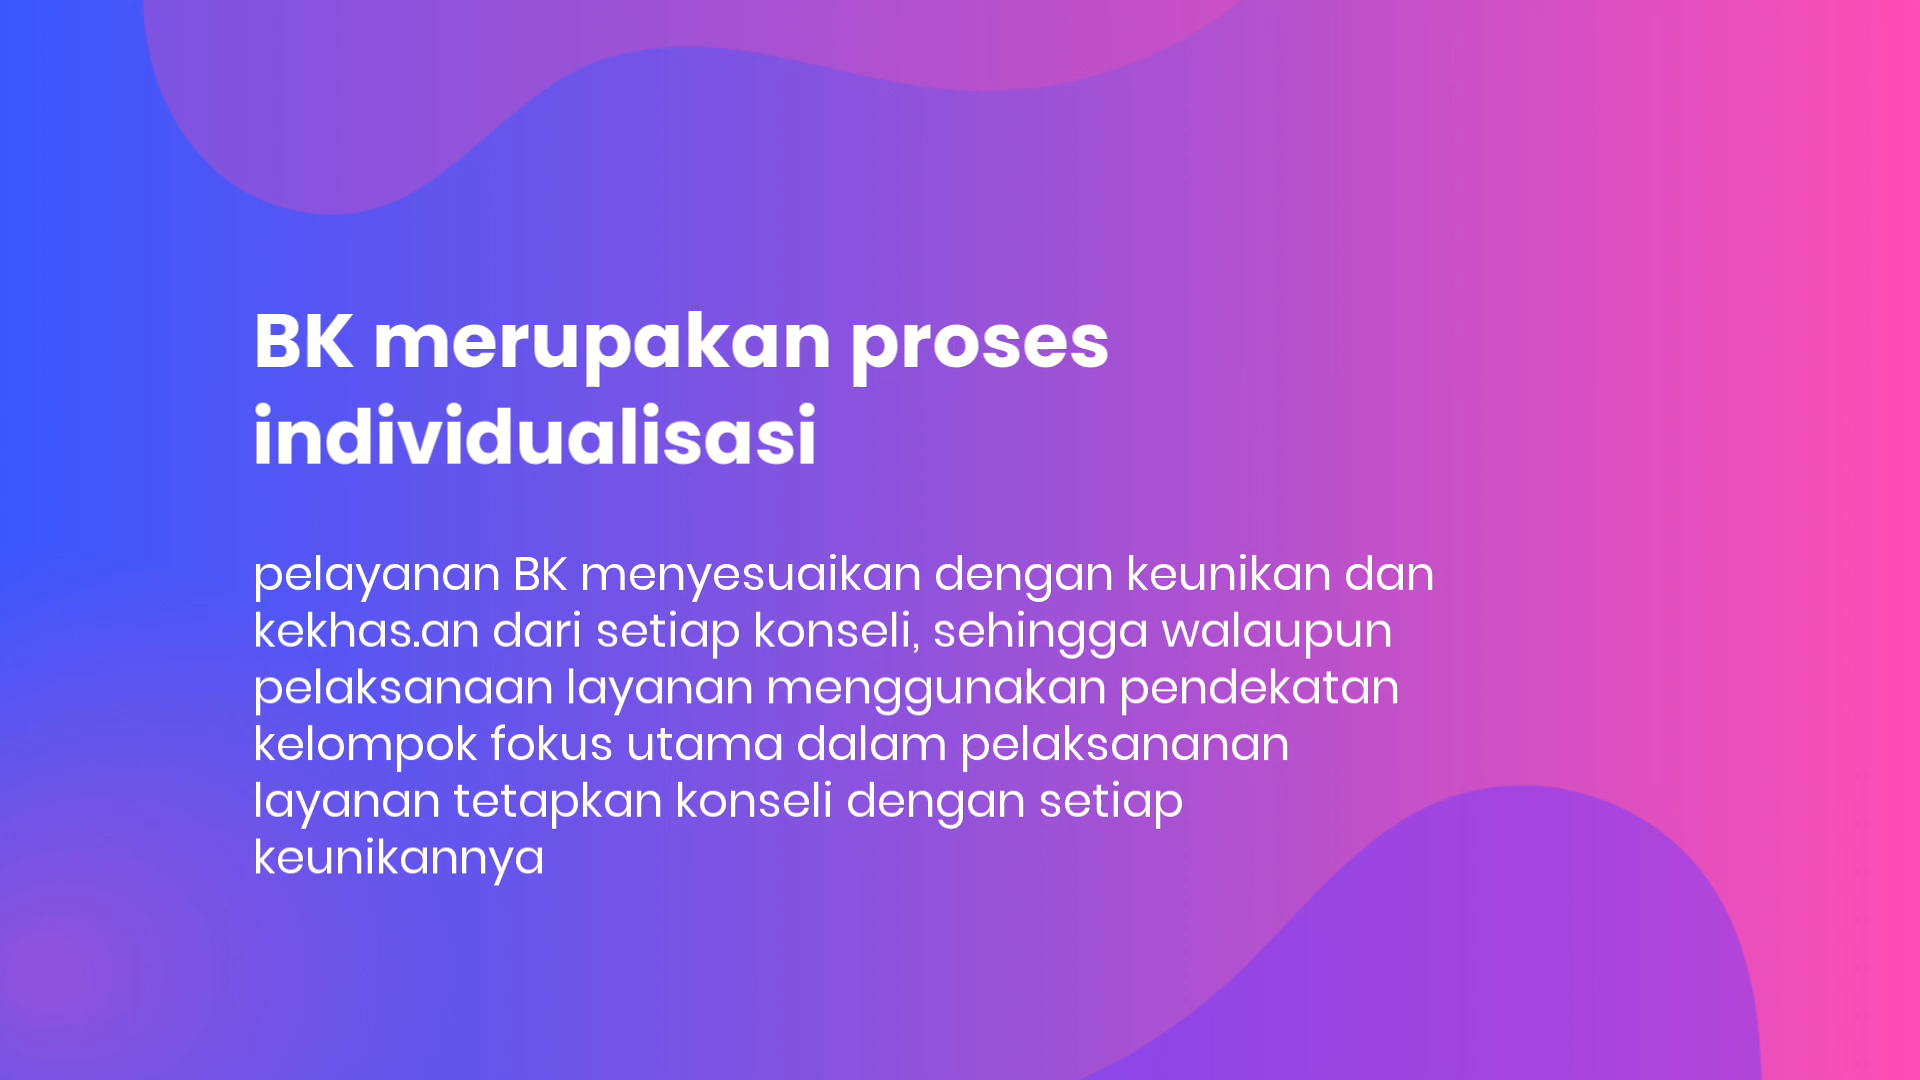 BK merupakan proses
individualisasi
pelayanan BK menyesuaikan dengan keunikan dan
kekhas.an dari setiap konseli, sehingga walaupun
pelaksanaan layanan menggunakan pendekatan
kelompok fokus utama dalam pelaksananan
layanan tetapkan konseli dengan setiap
keunikannya